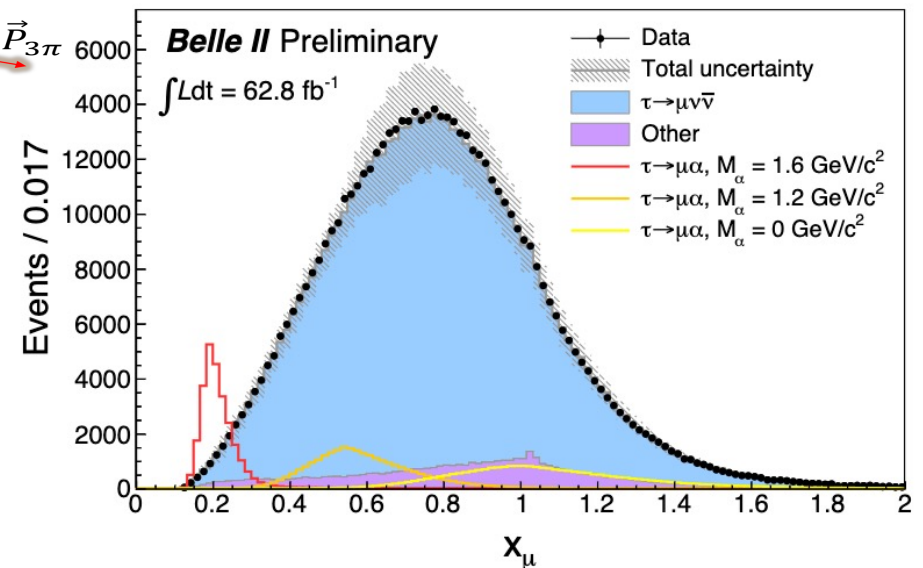 P⃗3π
Belle II Preliminary
∫Ldt = 62.8 fb⁻¹
Data
Total uncertainty
τ→μνν̅
Other
τ→μα, Mα = 1.6 GeV/c²
τ→μα, Mα = 1.2 GeV/c²
τ→μα, Mα = 0 GeV/c²
Events / 0.017
6000
4000
12000
10000
8000
6000
4000
2000
0
0 0.2 0.4 0.6 0.8 1 1.2 1.4 1.6 1.8 2
xμ